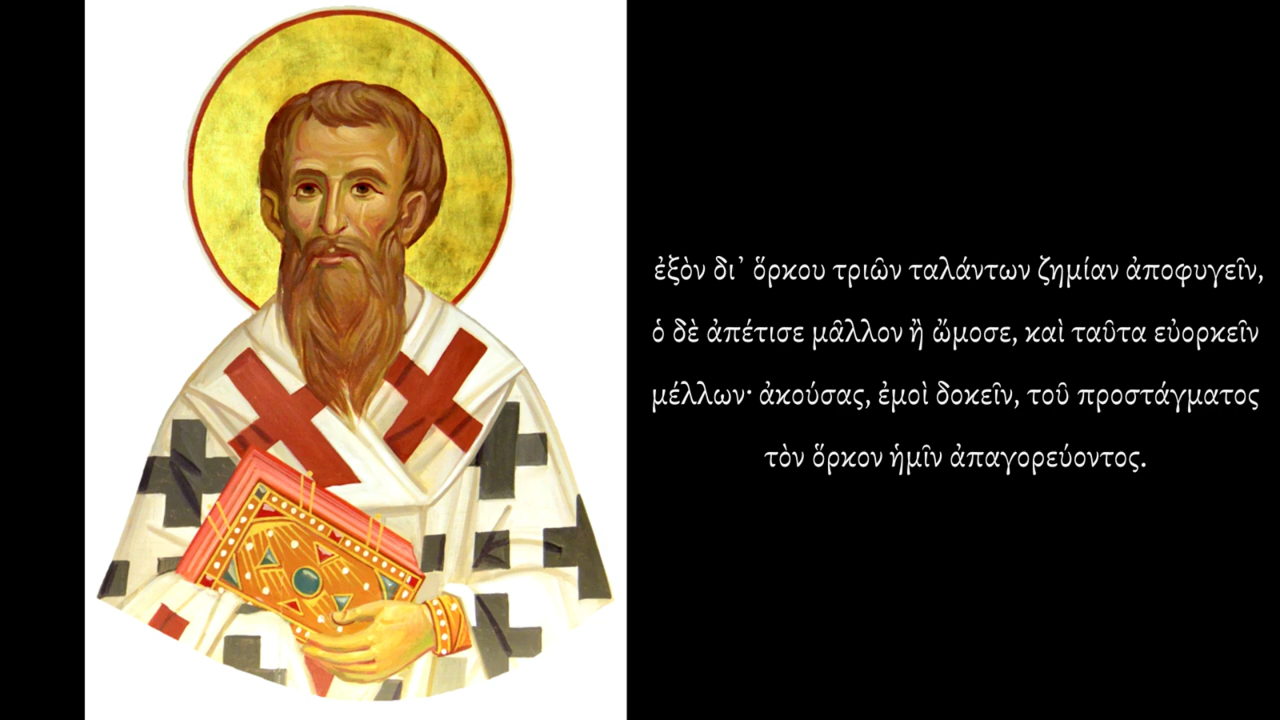 ἐξὸν δι᾽ ὅρκου τριῶν ταλάντων ζημίαν ἀποφυγεῖν,
ὁ δὲ ἀπέτισε μᾶλλον ἢ ὤμοσε, καὶ ταῦτα εὐορκεῖν
μέλλων· ἀκούσας, ἐμοὶ δοκεῖν, τοῦ προστάγματος
τὸν ὅρκον ἡμῖν ἀπαγορεύοντος.